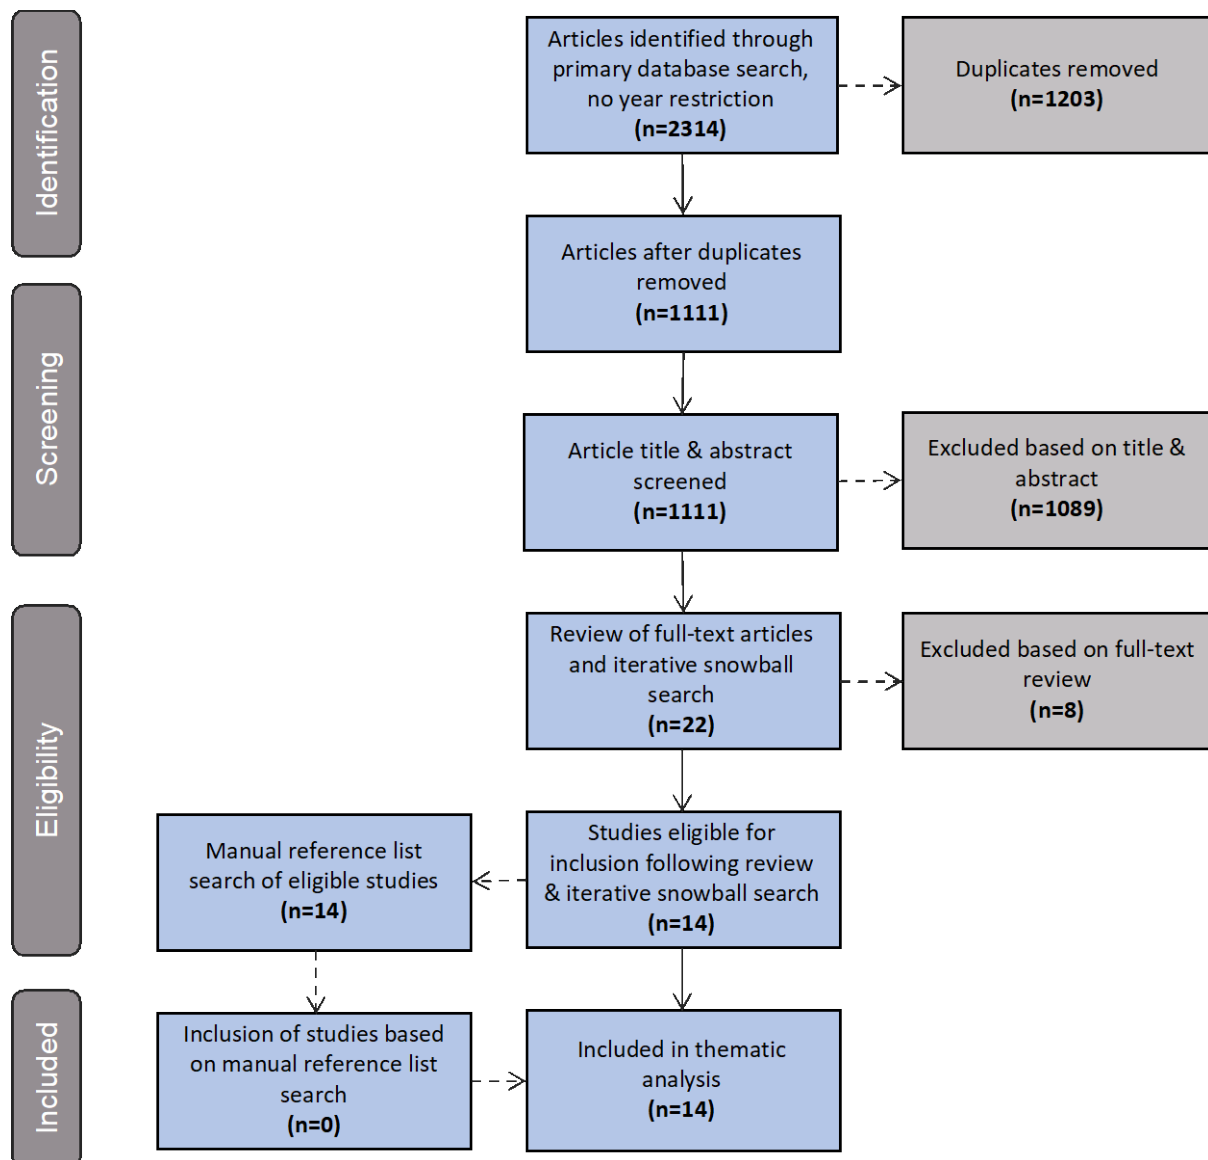 Identification
Articles identified through
primary database search,
no year restriction
(n=2314)
Duplicates removed
(n=1203)
Articles after duplicates
removed
(n=1111)
Screening
Article title & abstract
screened
(n=1111)
Excluded based on title &
abstract
(n=1089)
Eligibility
Review of full-text articles
and iterative snowball
search
(n=22)
Excluded based on full-text
review
(n=8)
Studies eligible for
inclusion following review
& iterative snowball search
(n=14)
Manual reference list
search of eligible studies
(n=14)
Included
Inclusion of studies based
on manual reference list
search
(n=0)
Included in thematic
analysis
(n=14)